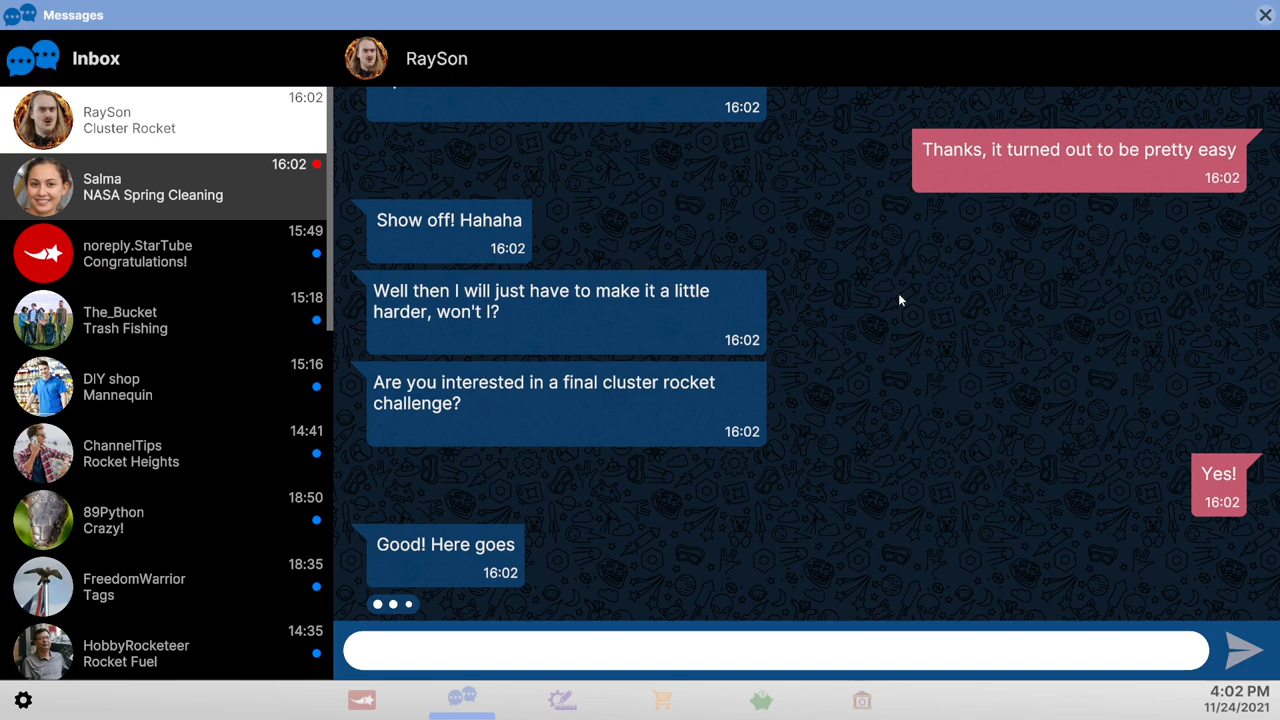 Messages
Inbox
RaySon
RaySon
16:02
Cluster Rocket
Salma
16:02
NASA Spring Cleaning
noreply.StarTube
15:49
Congratulations!
The_Bucket
15:18
Trash Fishing
DIY shop
15:16
Mannequin
ChannelTips
14:41
Rocket Heights
89Python
18:50
Crazy!
FreedomWarrior
18:35
Tags
HobbyRocketeer
14:35
Rocket Fuel
16:02
Thanks, it turned out to be pretty easy
16:02
Show off! Hahaha
16:02
Well then I will just have to make it a little
harder, won't I?
16:02
Are you interested in a final cluster rocket
challenge?
16:02
Yes!
16:02
Good! Here goes
16:02
4:02 PM
11/24/2021